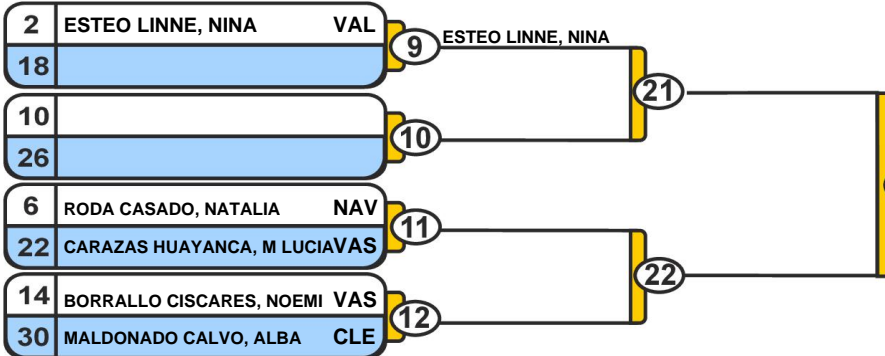 2 ESTEO LINNE, NINA VAL
18
9 ESTEO LINNE, NINA
21
10
26
10
6 RODA CASADO, NATALIA NAV
22 CARAZAS HUAYANCA, M LUCIAVAS
11
22
14 BORRALLO CISCARES, NOEMI VAS
30 MALDONADO CALVO, ALBA CLE
12